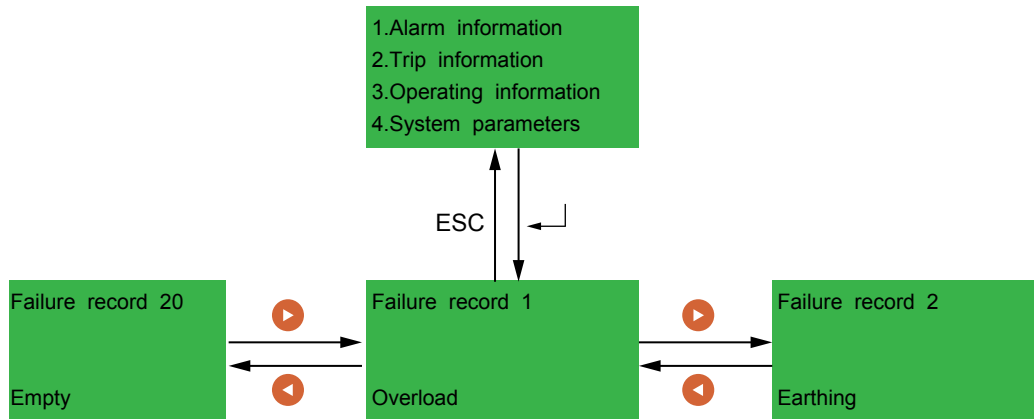 1.Alarm information
2.Trip information
3.Operating information
4.System parameters
ESC
Failure record 20
Empty
Failure record 1
Overload
Failure record 2
Earthing